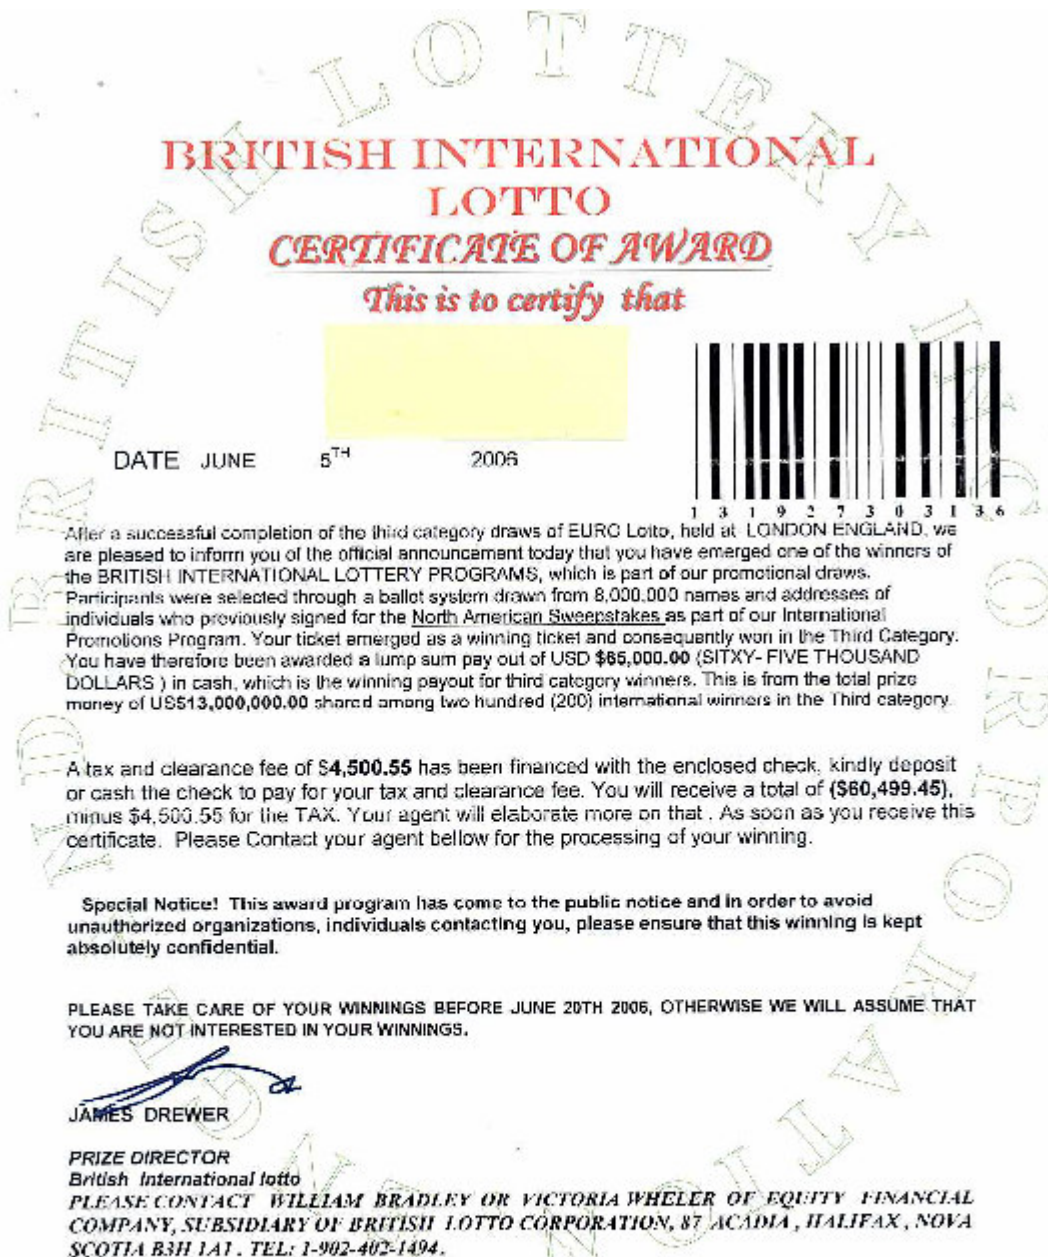 BRITISH LOTTERY INCORPORATION ENGLAND
BRITISH INTERNATIONAL
LOTTO
CERTIFICATE OF AWARD
This is to certify that
DATE JUNE 5TH 2006
1 3 1 9 2 7 3 0 3 1 3 6
After a successful completion of the third category draws of EURO Lotto, held at LONDON ENGLAND, we
are pleased to inform you of the official announcement today that you have emerged one of the winners of
the BRITISH INTERNATIONAL LOTTERY PROGRAMS, which is part of our promotional draws.
Participants were selected through a ballot system drawn from 8,000,000 names and addresses of
individuals who previously signed for the North American Sweepstakes as part of our International
Promotions Program. Your ticket emerged as a winning ticket and consequently won in the Third Category.
You have therefore been awarded a lump sum pay out of USD $65,000.00 (SITXY- FIVE THOUSAND
DOLLARS ) in cash, which is the winning payout for third category winners. This is from the total prize
money of US$13,000,000.00 shared among two hundred (200) international winners in the Third category.
A tax and clearance fee of $4,500.55 has been financed with the enclosed check, kindly deposit
or cash the check to pay for your tax and clearance fee. You will receive a total of ($60,499.45),
minus $4,500.55 for the TAX. Your agent will elaborate more on that . As soon as you receive this
certificate. Please Contact your agent bellow for the processing of your winning.
Special Notice! This award program has come to the public notice and in order to avoid
unauthorized organizations, individuals contacting you, please ensure that this winning is kept
absolutely confidential.
PLEASE TAKE CARE OF YOUR WINNINGS BEFORE JUNE 20TH 2006, OTHERWISE WE WILL ASSUME THAT
YOU ARE NOT INTERESTED IN YOUR WINNINGS.
JAMES DREWER
PRIZE DIRECTOR
British International lotto
PLEASE CONTACT WILLIAM BRADLEY OR VICTORIA WHELER OF EQUITY FINANCIAL
COMPANY, SUBSIDIARY OF BRITISH LOTTO CORPORATION, 87 ACADIA , HALIFAX , NOVA
SCOTIA B3H 1A1 . TEL: 1-902-402-1494.